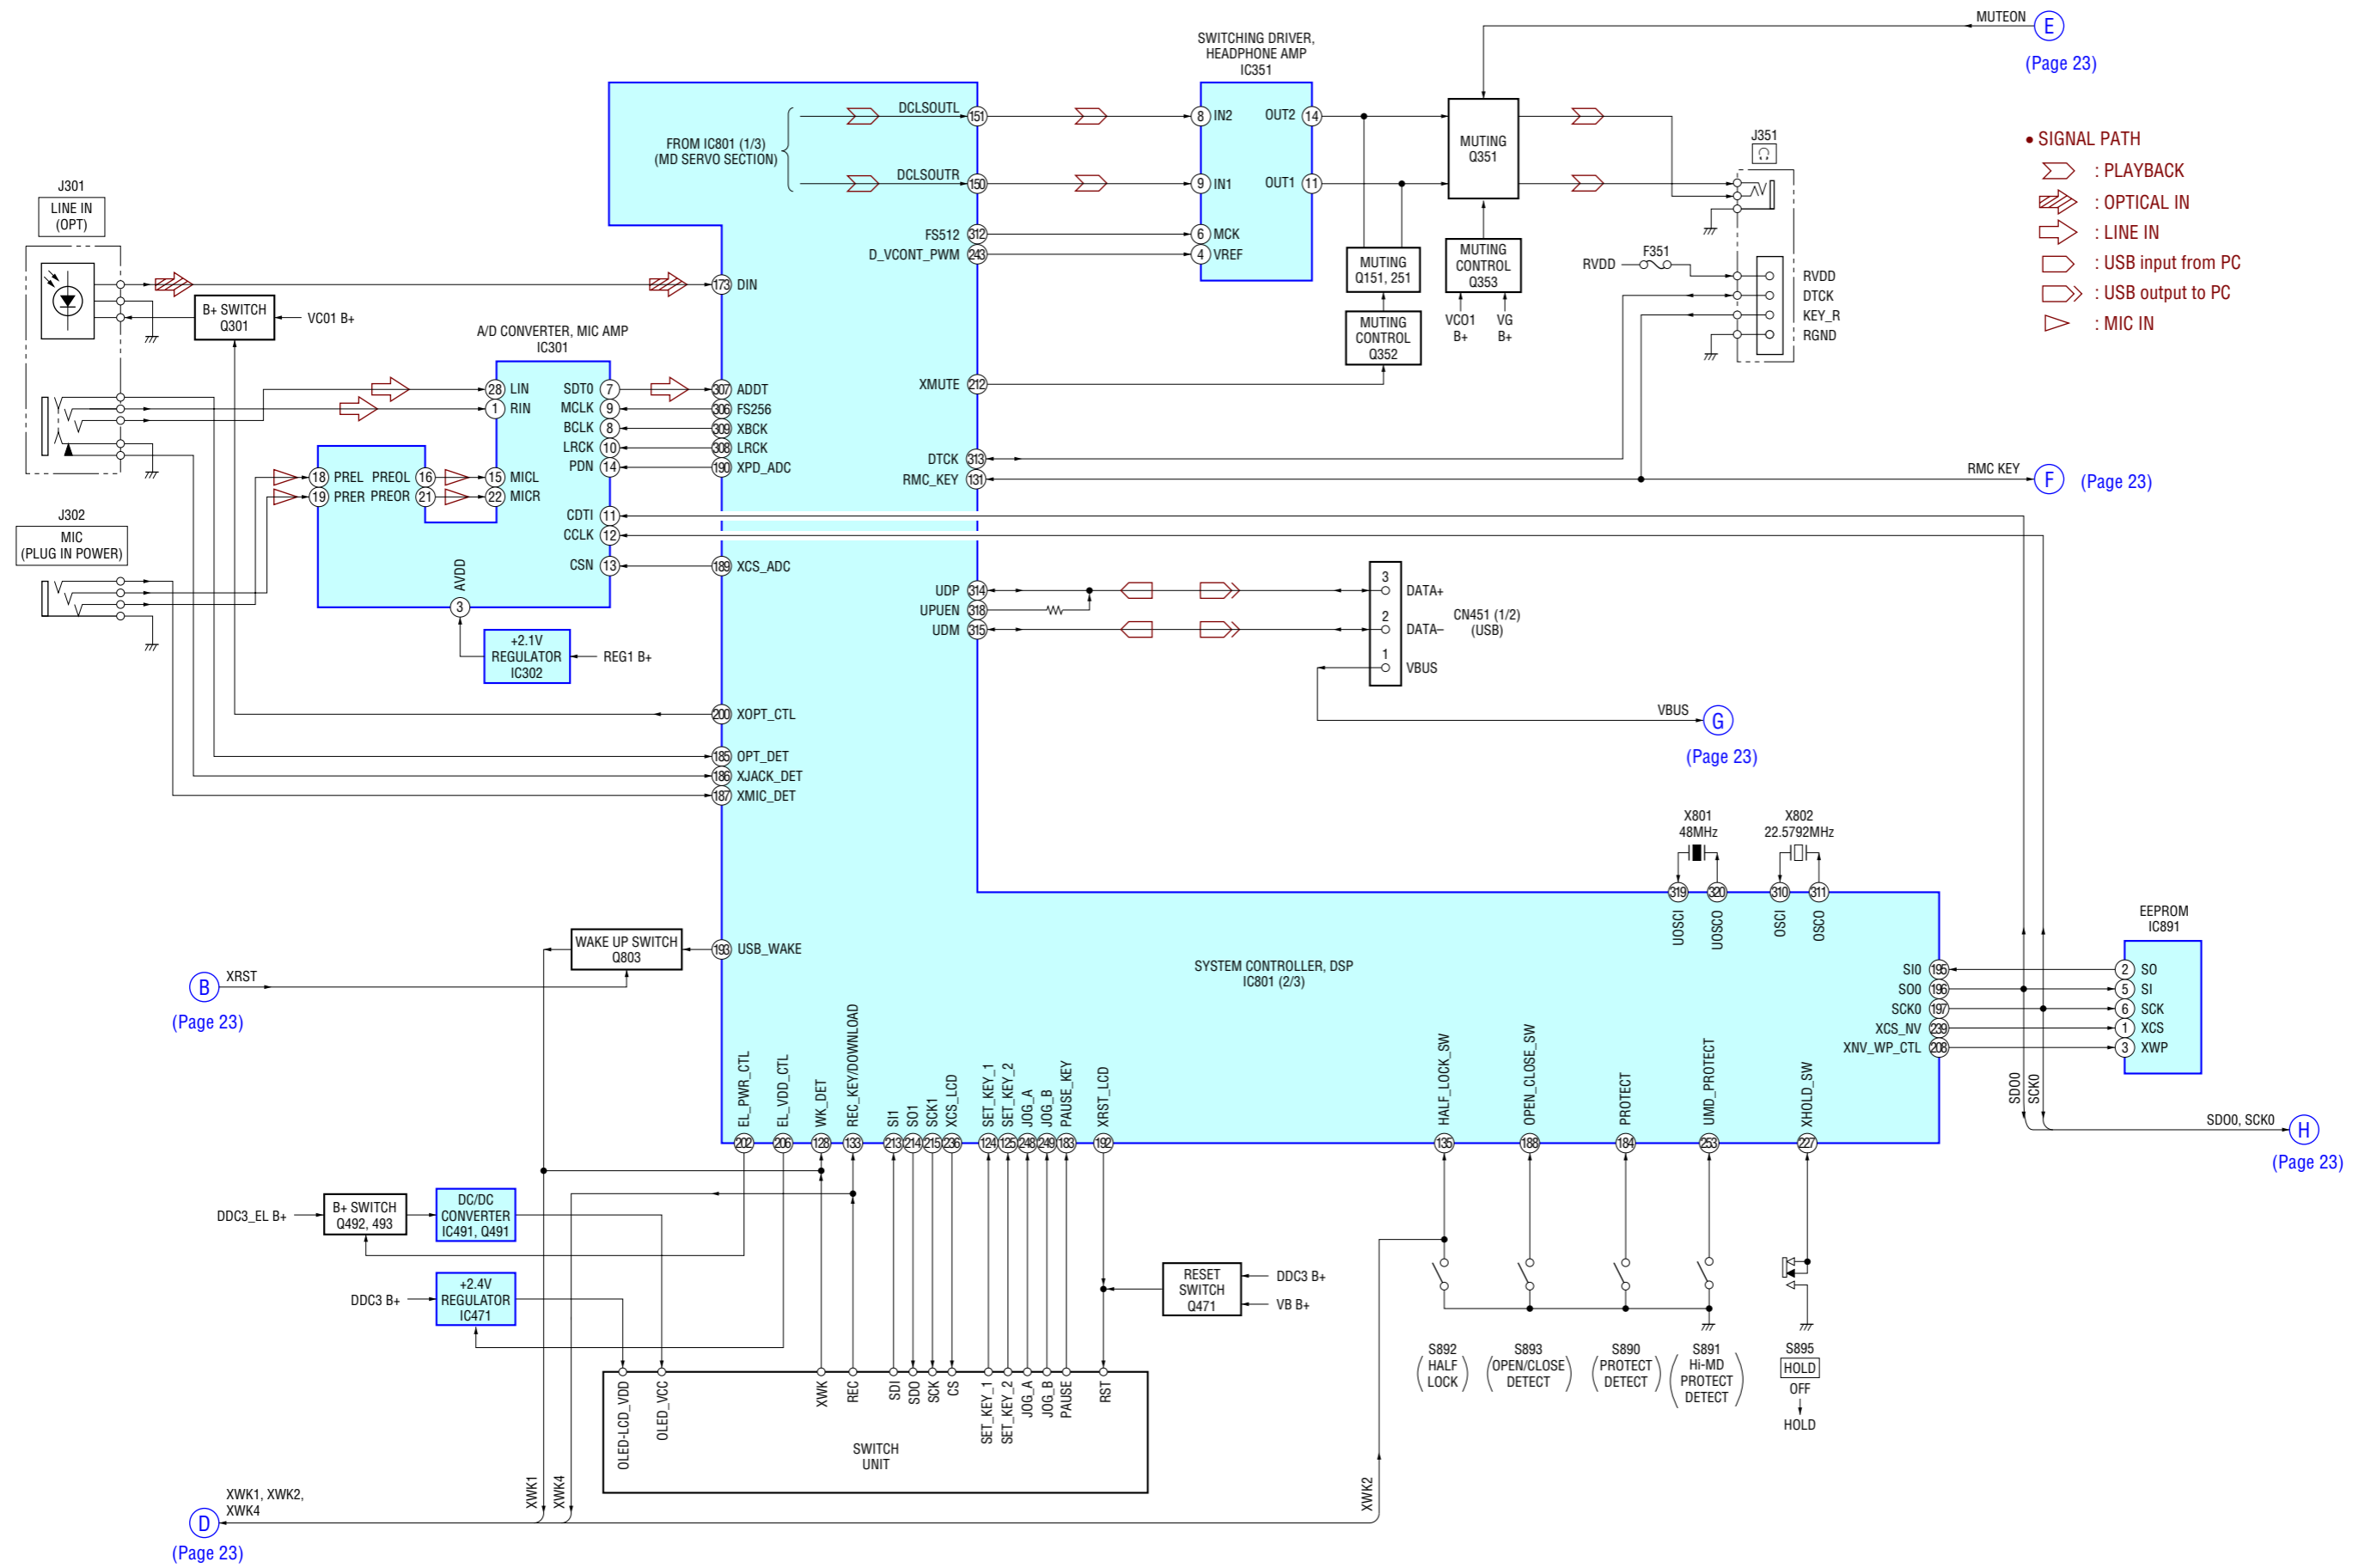 MUTEON
E
(Page 23)
SWITCHING DRIVER,
HEADPHONE AMP
IC351
FROM IC801 (1/3)
(MD SERVO SECTION)
DCLSOUTL
151
8
IN2
OUT2
14
DCLSOUTR
150
9
IN1
OUT1
11
FS512
312
6
MCK
D_VCONT_PWM
243
4
VREF
MUTING
Q351
MUTING
Q151, 251
MUTING
CONTROL
Q353
MUTING
CONTROL
Q352
VCO1
B+
VG
B+
J351
F351
RVDD
RVDD
DTCK
KEY_R
RGND
• SIGNAL PATH
: PLAYBACK
: OPTICAL IN
: LINE IN
: USB input from PC
: USB output to PC
: MIC IN
J301
LINE IN
(OPT)
B+ SWITCH
Q301
VC01 B+
173
DIN
A/D CONVERTER, MIC AMP
IC301
28
LIN
SDT0
7
307
ADDT
1
RIN
MCLK
9
306
FS256
BCLK
8
309
XBCK
LRCK
10
308
LRCK
PDN
14
190
XPD_ADC
18
PREL
PREOL
16
15
MICL
19
PRER
PREOR
21
22
MICR
CDTI
11
CCLK
12
CSN
13
189
XCS_ADC
AVDD
3
J302
MIC
(PLUG IN POWER)
+2.1V
REGULATOR
IC302
REG1 B+
XMUTE
212
DTCK
313
RMC_KEY
131
RMC KEY
F
(Page 23)
UDP
314
UPUEN
318
UDM
315
3
DATA+
2
DATA–
1
VBUS
CN451 (1/2)
(USB)
VBUS
G
(Page 23)
200
XOPT_CTL
185
OPT_DET
186
XJACK_DET
187
XMIC_DET
X801
48MHz
X802
22.5792MHz
319
320
310
311
UOSCI
UOSCO
OSCI
OSCO
EEPROM
IC891
WAKE UP SWITCH
Q803
193
USB_WAKE
B
XRST
(Page 23)
SYSTEM CONTROLLER, DSP
IC801 (2/3)
SI0
195
2
SO
SO0
196
5
SI
SCK0
197
6
SCK
XCS_NV
239
1
XCS
XNV_WP_CTL
208
3
XWP
SDO0
SCK0
SDO0, SCK0
H
(Page 23)
EL_PWR_CTL
EL_VDD_CTL
WK_DET
REC_KEY/DOWNLOAD
SI1
SO1
SCK1
XCS_LCD
SET_KEY_1
SET_KEY_2
JOG_A
JOG_B
PAUSE_KEY
XRST_LCD
HALF_LOCK_SW
OPEN_CLOSE_SW
PROTECT
UMD_PROTECT
XHOLD_SW
202
206
128
133
213
214
215
236
124
125
248
249
183
192
135
188
184
253
227
DDC3_EL B+
B+ SWITCH
Q492, 493
DC/DC
CONVERTER
IC491, Q491
DDC3 B+
+2.4V
REGULATOR
IC471
RESET
SWITCH
Q471
DDC3 B+
VB B+
OLED-LCD_VDD
OLED_VCC
XWK
REC
SDI
SDO
SCK
CS
SET_KEY_1
SET_KEY_2
JOG_A
JOG_B
PAUSE
RST
SWITCH
UNIT
S892
(HALF
LOCK)
S893
(OPEN/CLOSE
DETECT)
S890
(PROTECT
DETECT)
S891
(Hi-MD
PROTECT
DETECT)
S895
HOLD
OFF
HOLD
XWK1
XWK4
XWK2
XWK1, XWK2,
XWK4
D
(Page 23)